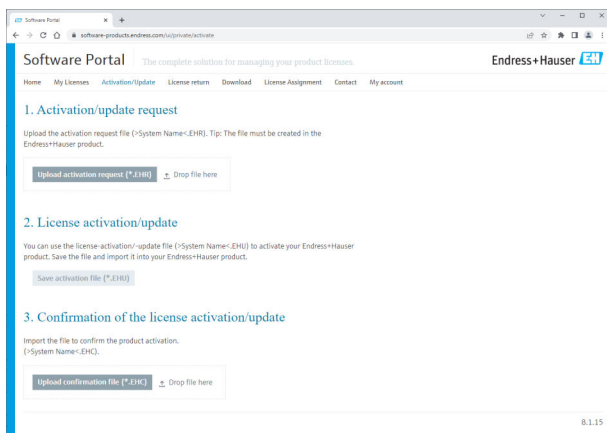 Software Portal
software-products.endress.com/ui/private/activate
Software Portal
The complete solution for managing your product licenses.
Endress+Hauser EH
Home My Licenses Activation/Update License return Download License Assignment Contact My account
1. Activation/update request
Upload the activation request file (>System Name<.EHR). Tip: The file must be created in the
Endress+Hauser product.
Upload activation request (*.EHR) Drop file here
2. License activation/update
You can use the license-activation/-update file (>System Name<.EHU) to activate your Endress+Hauser
product. Save the file and import it into your Endress+Hauser product.
Save activation file (*.EHU)
3. Confirmation of the license activation/update
Import the file to confirm the product activation.
(>System Name<.EHC).
Upload confirmation file (*.EHC) Drop file here
8.1.15